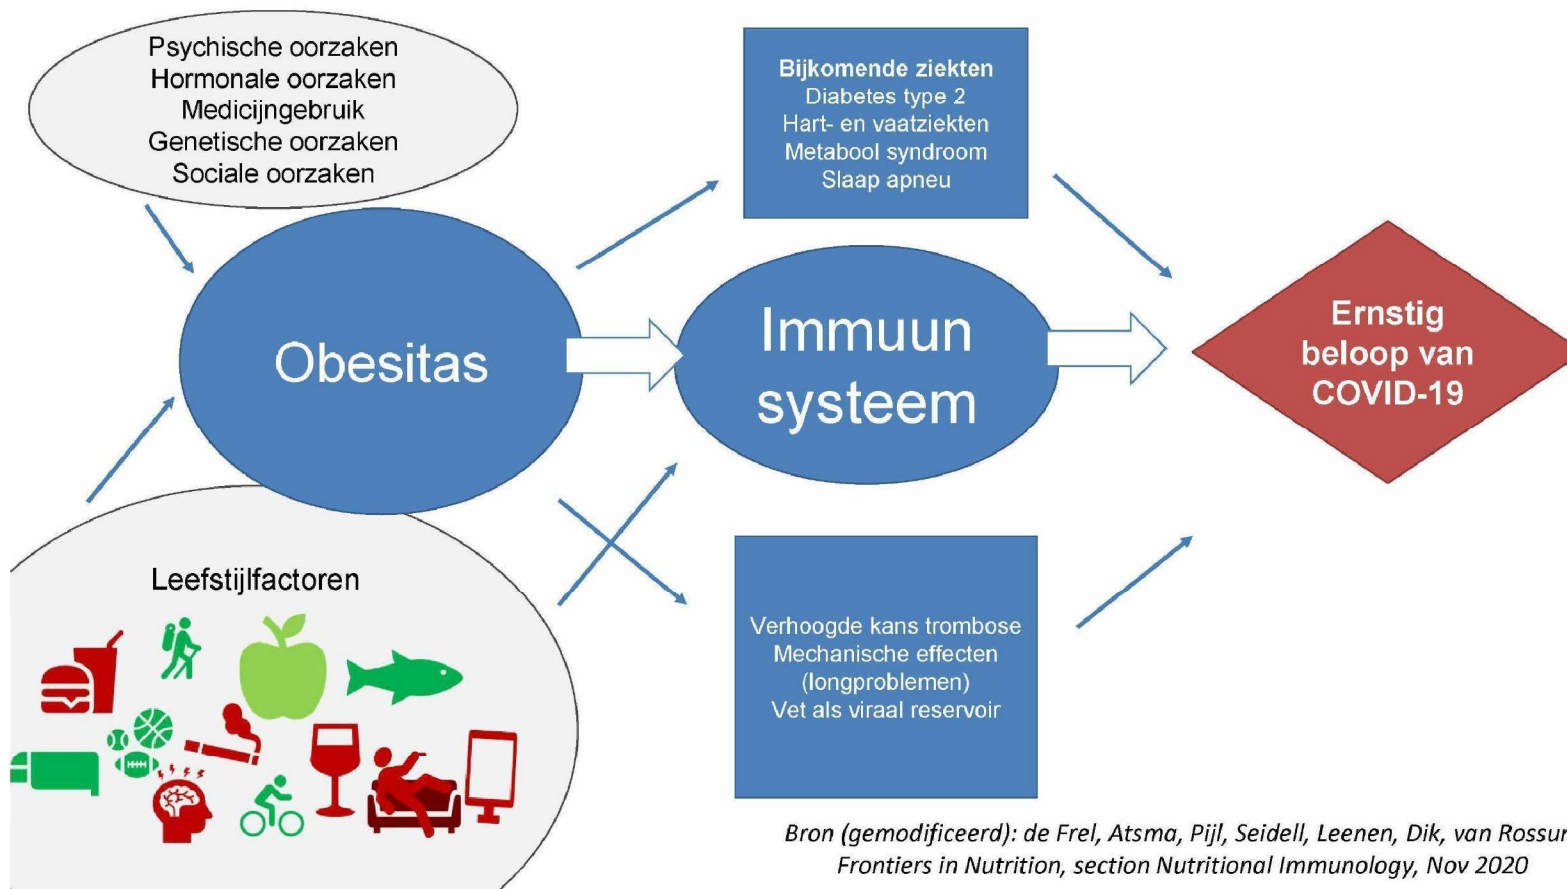 Psychische oorzaken
Hormonale oorzaken
Medicijngebruik
Genetische oorzaken
Sociale oorzaken
Obesitas
Leefstijlfactoren
Bijkomende ziekten
Diabetes type 2
Hart- en vaatziekten
Metabool syndroom
Slaap apneu
Immuun
systeem
Verhoogde kans trombose
Mechanische effecten
(longproblemen)
Vet als viraal reservoir
Ernstig
beloop van
COVID-19
Bron (gemodificeerd): de Frel, Atsma, Pijl, Seidell, Leenen, Dik, van
Frontiers in Nutrition, section Nutritional Immunology, Nov 2020